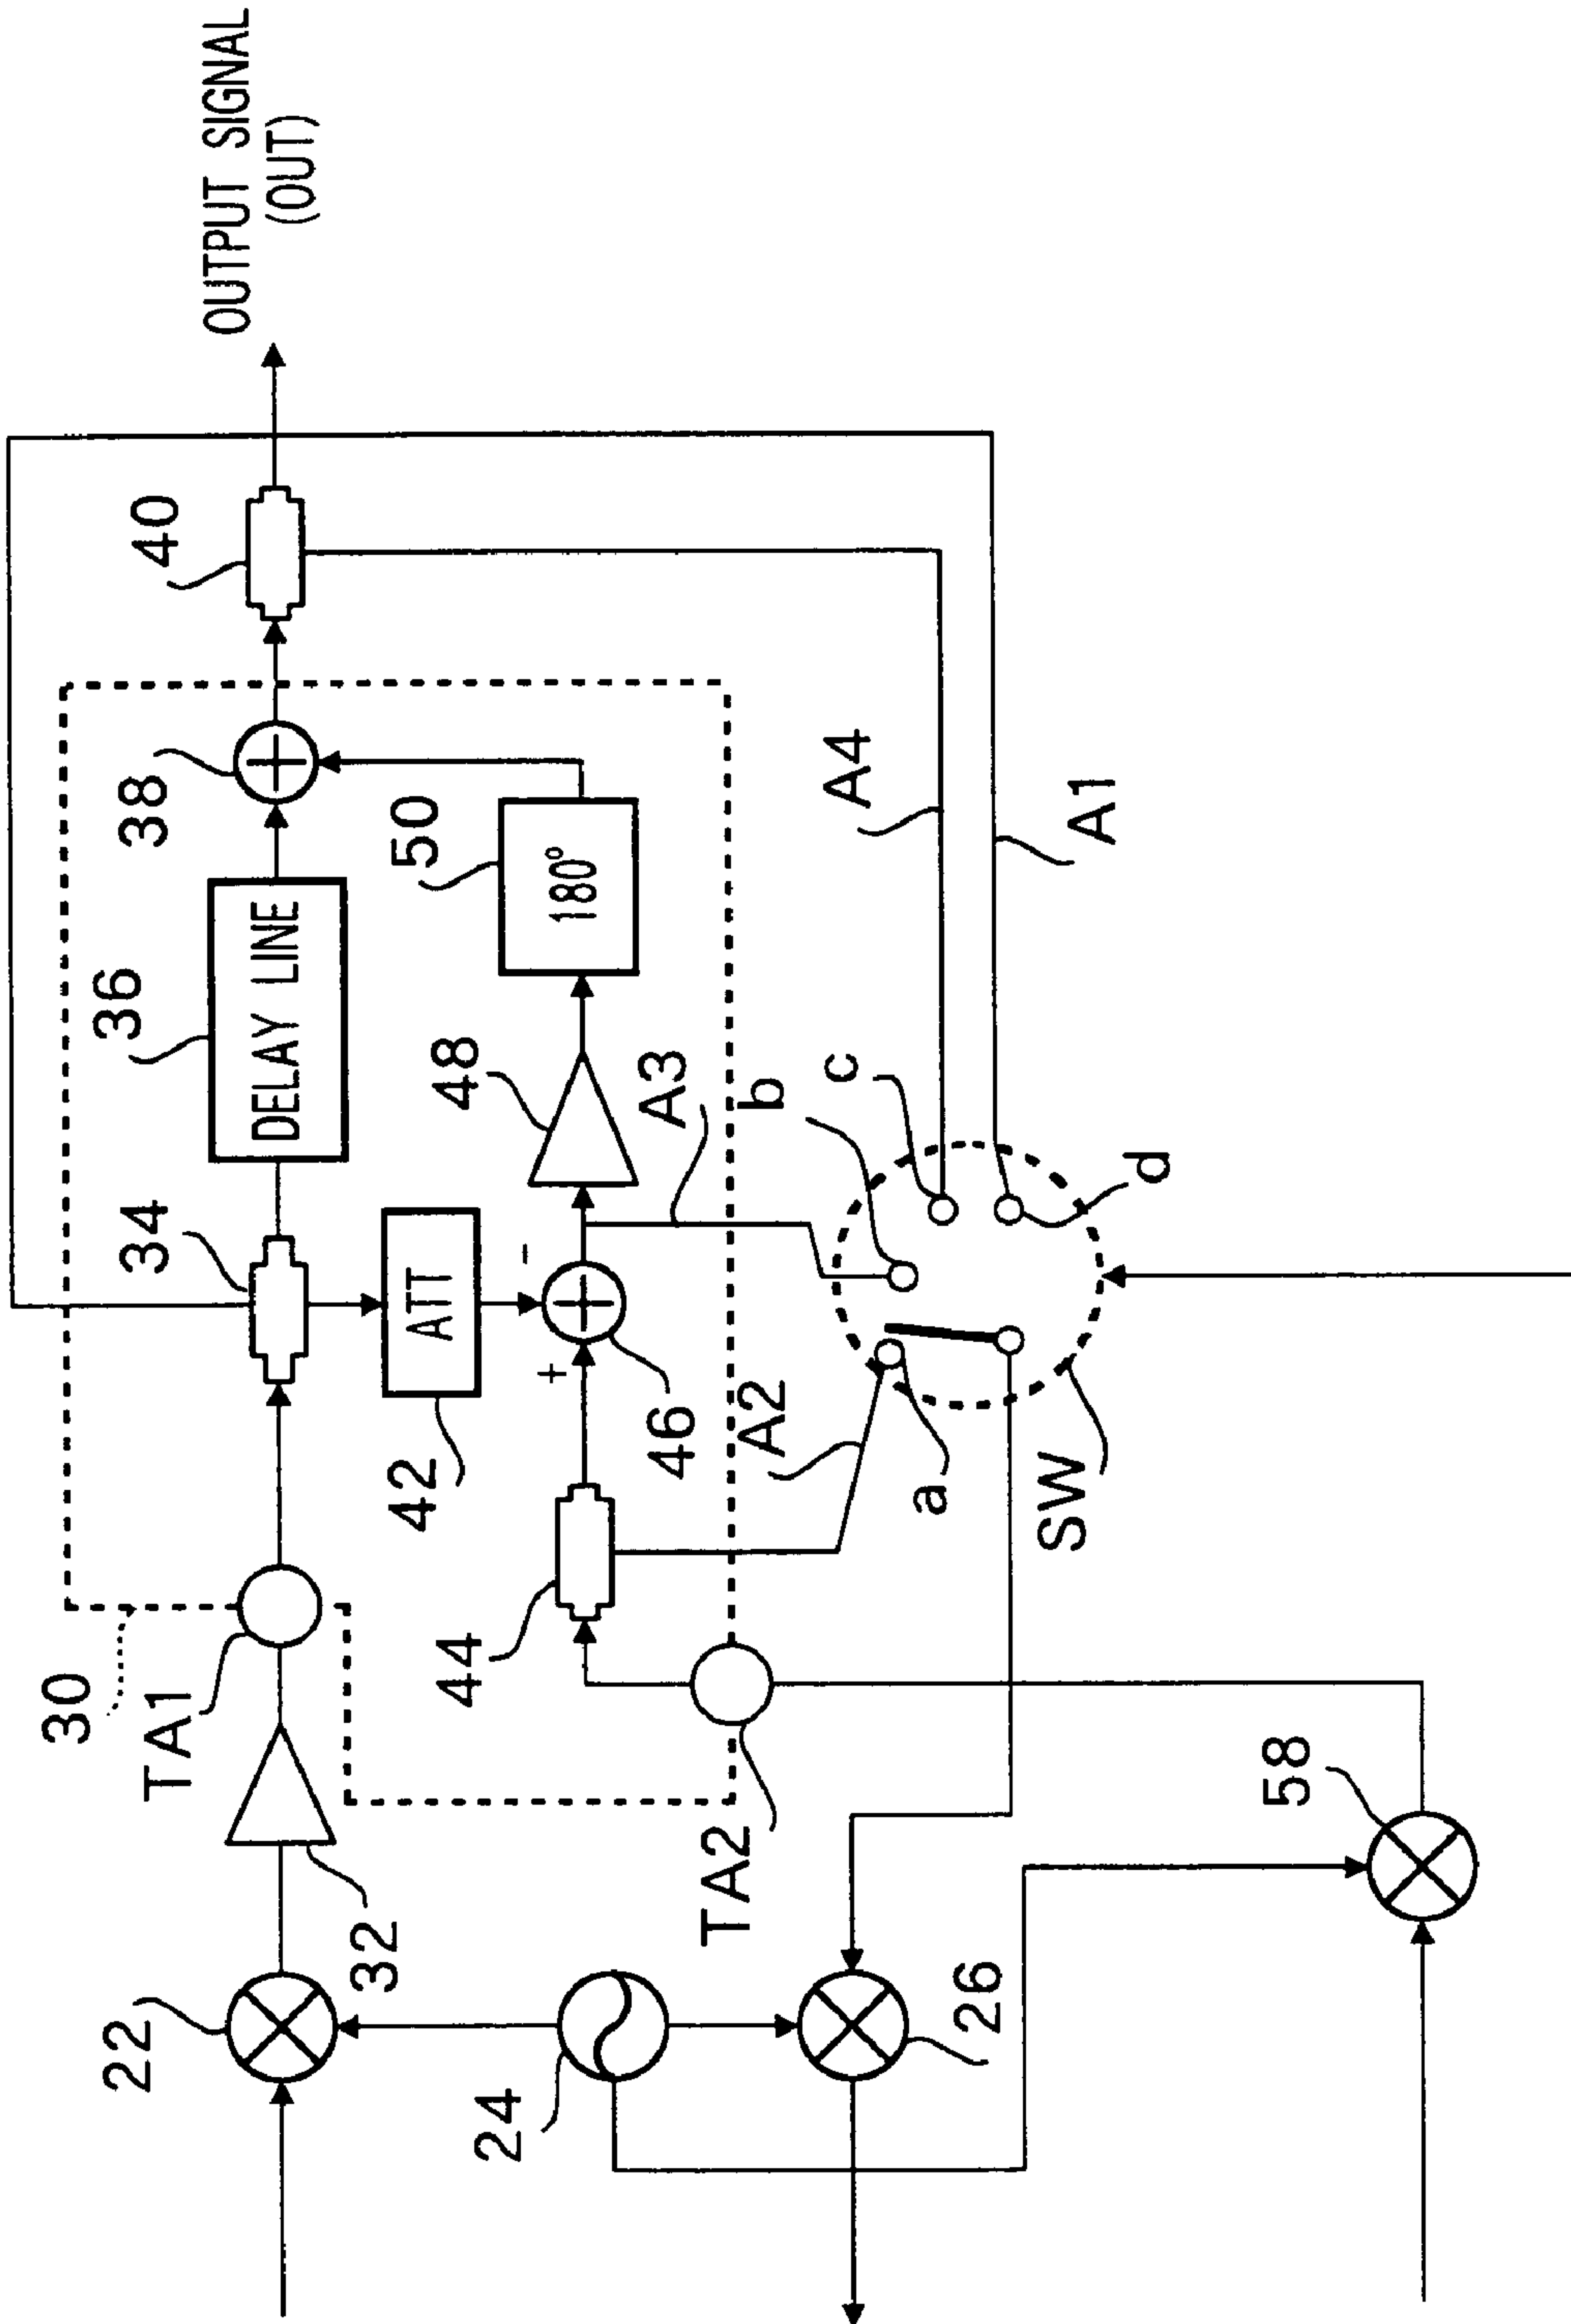 OUTPUT SIGNAL
(OUT)
40
38
36
DELAY LINE
34
30
TA1
32
22
50
180°
48
ATT
42
-
+
46
44
TA2
24
26
58
A4
A1
A3
b
c
d
A2
a
SW